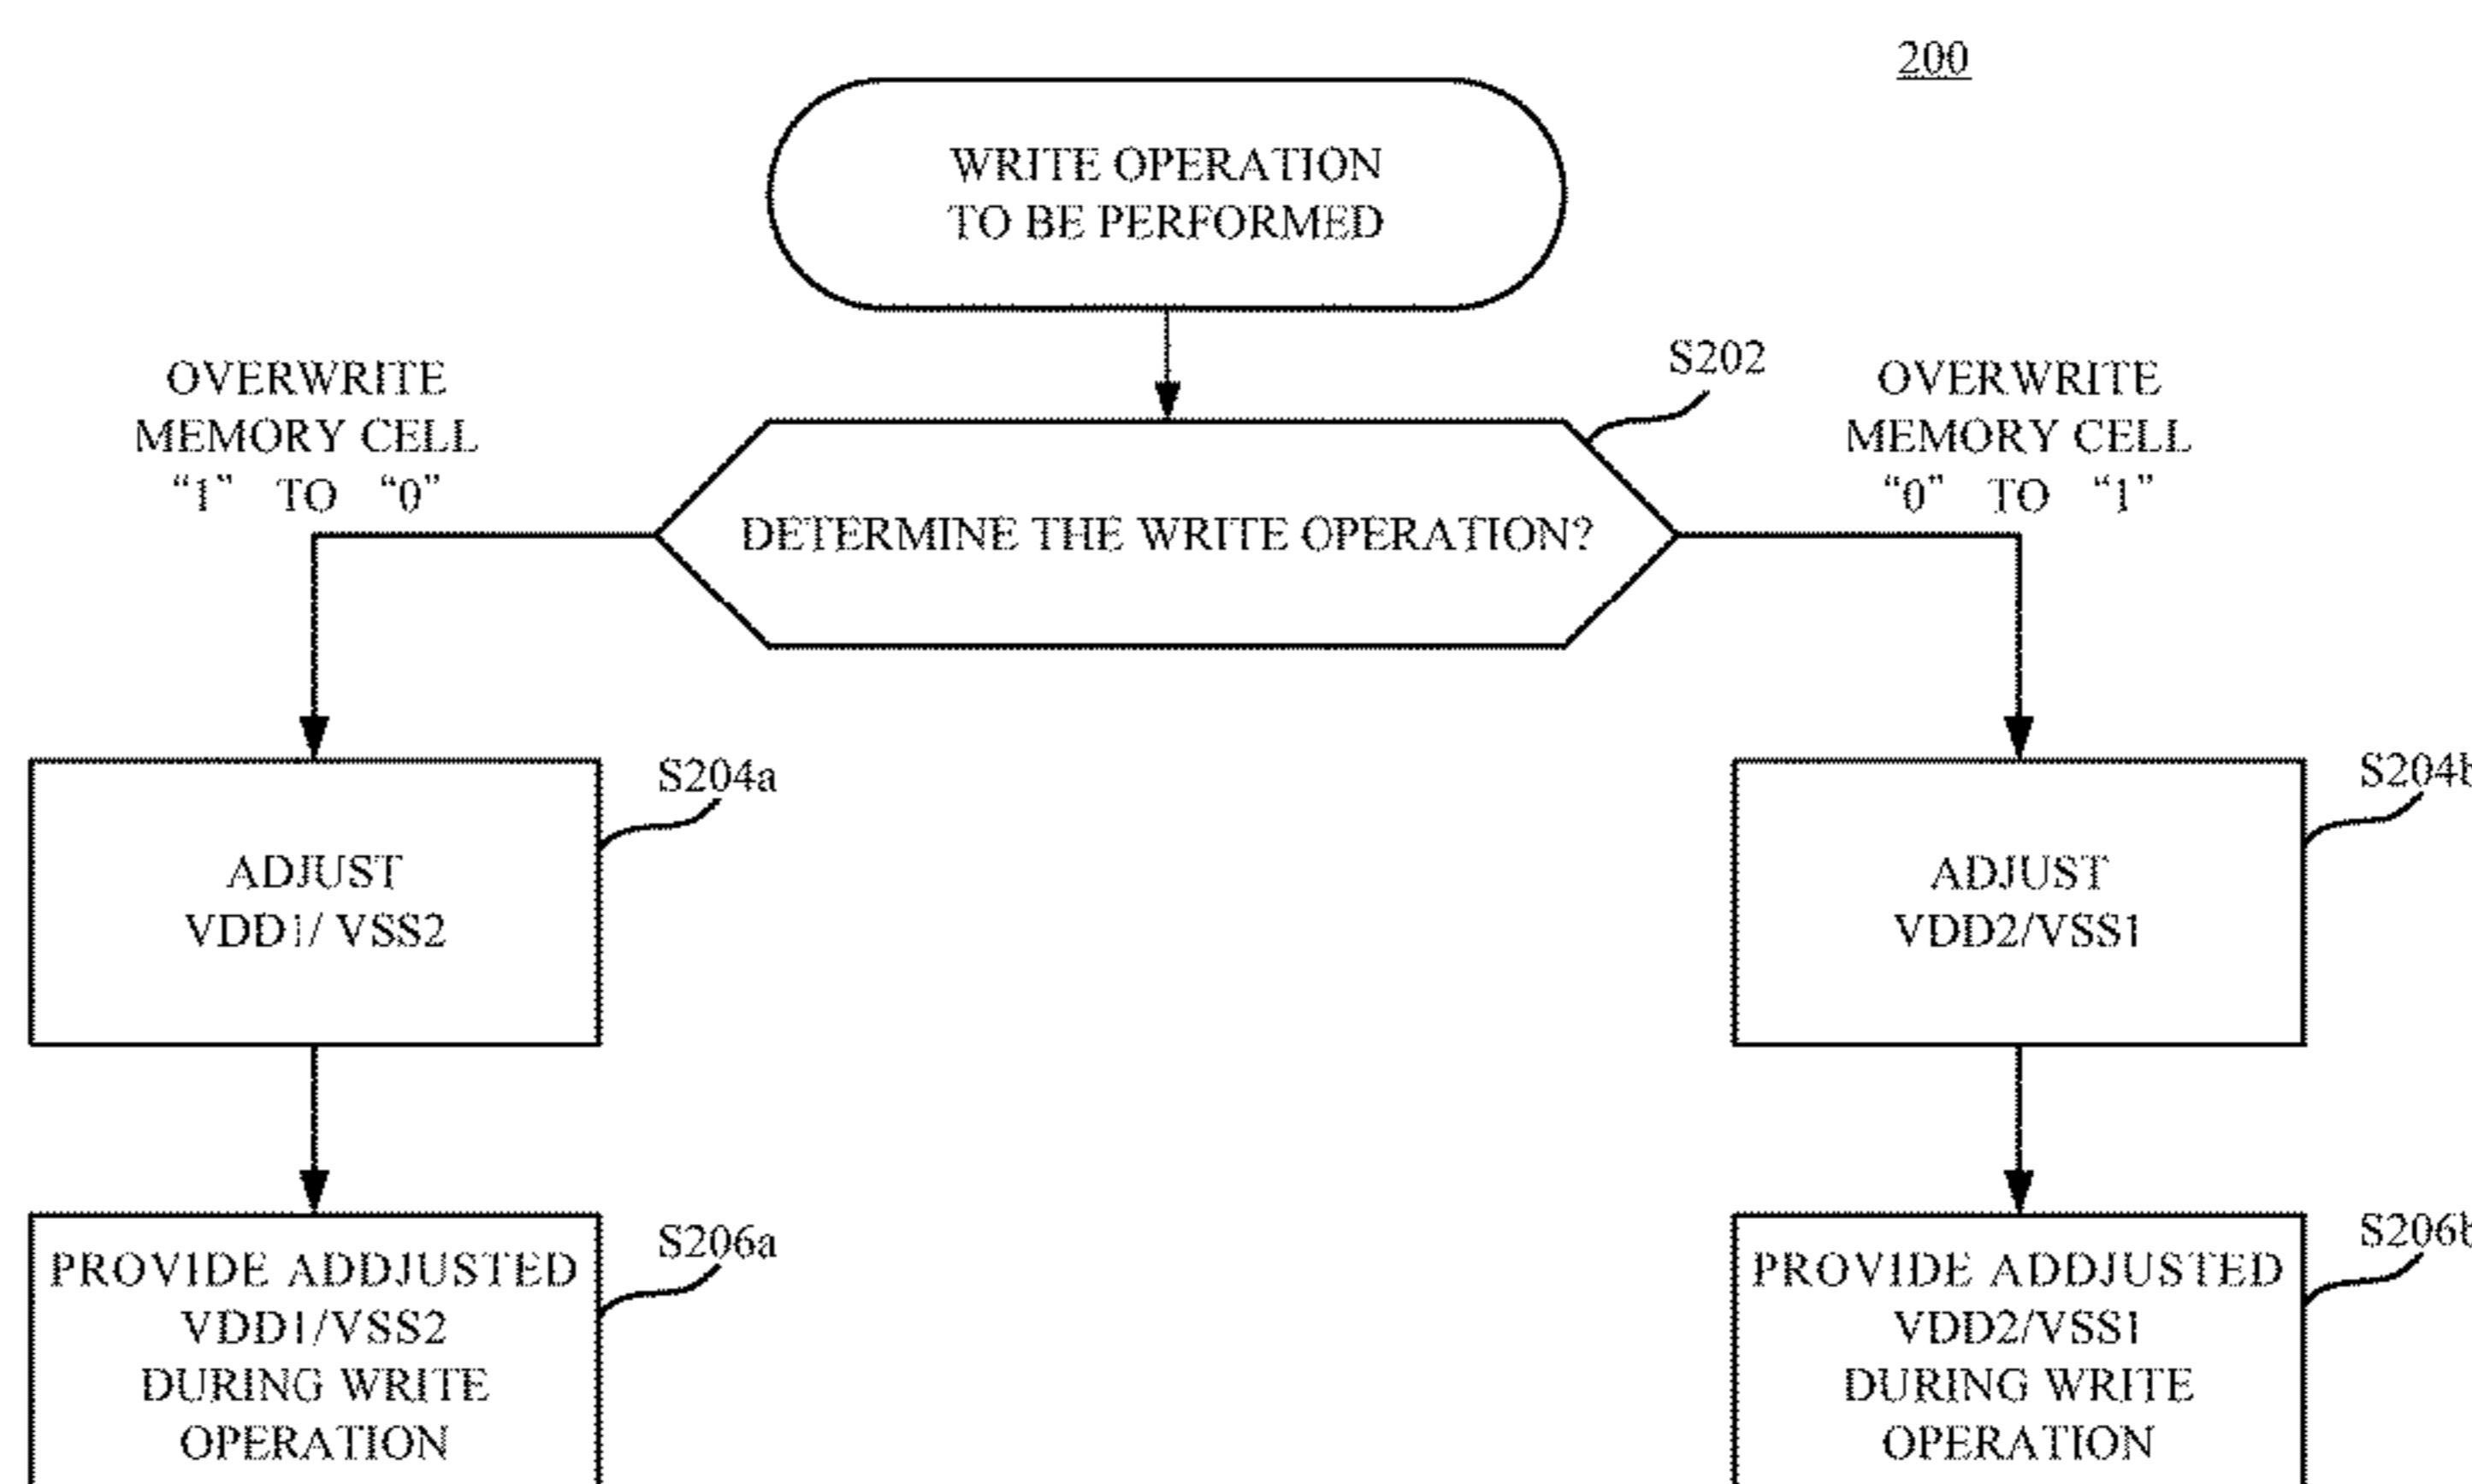 200
WRITE OPERATION
TO BE PERFORMED
S202
OVERWRITE
MEMORY CELL
“1” TO “0”
OVERWRITE
MEMORY CELL
“0” TO “1”
DETERMINE THE WRITE OPERATION?
S204a
ADJUST
VDD1/ VSS2
S204b
ADJUST
VDD2/VSS1
S206a
PROVIDE ADDJUSTED
VDD1/VSS2
DURING WRITE
OPERATION
S206b
PROVIDE ADDJUSTED
VDD2/VSS1
DURING WRITE
OPERATION